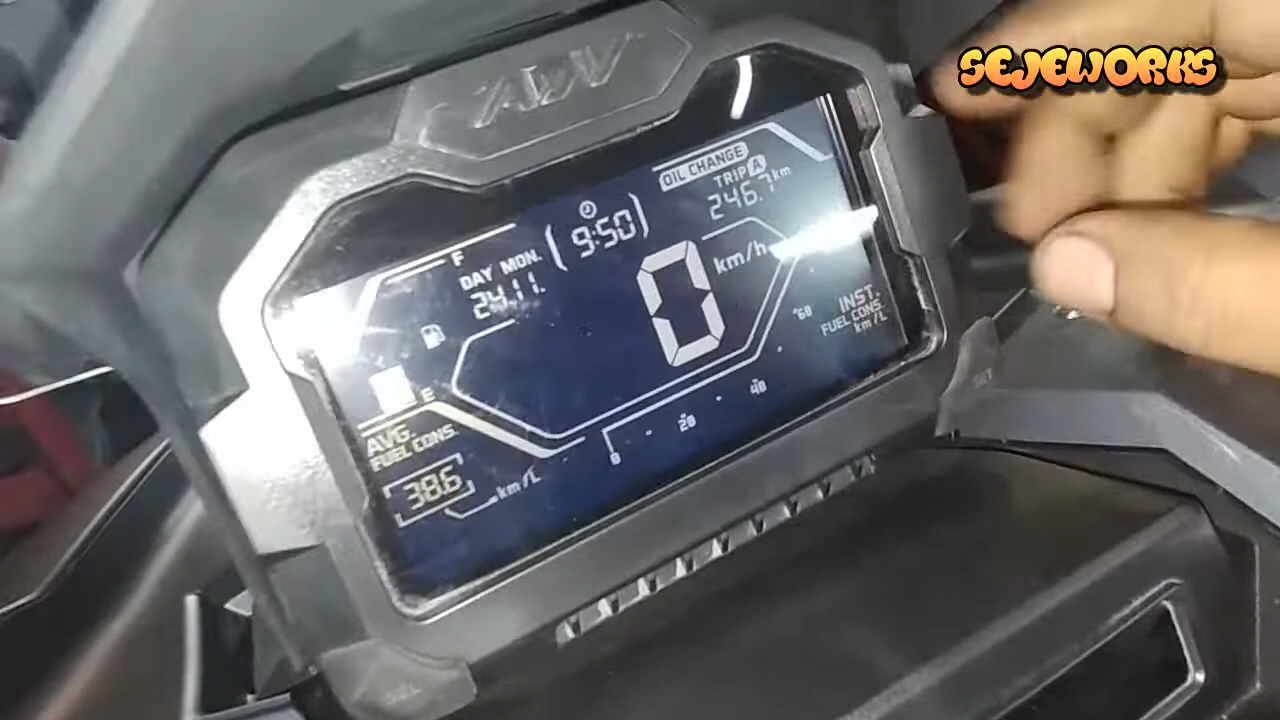 SEJEWORKS
ADV
OIL CHANGE
TRIP A
246.7 km
9:50
F
DAY MON.
24.11.
0 km/h
INST.
FUEL CONS.
km/L
E
AVG
FUEL CONS.
38.6 km/L
0 20 40 60
SET